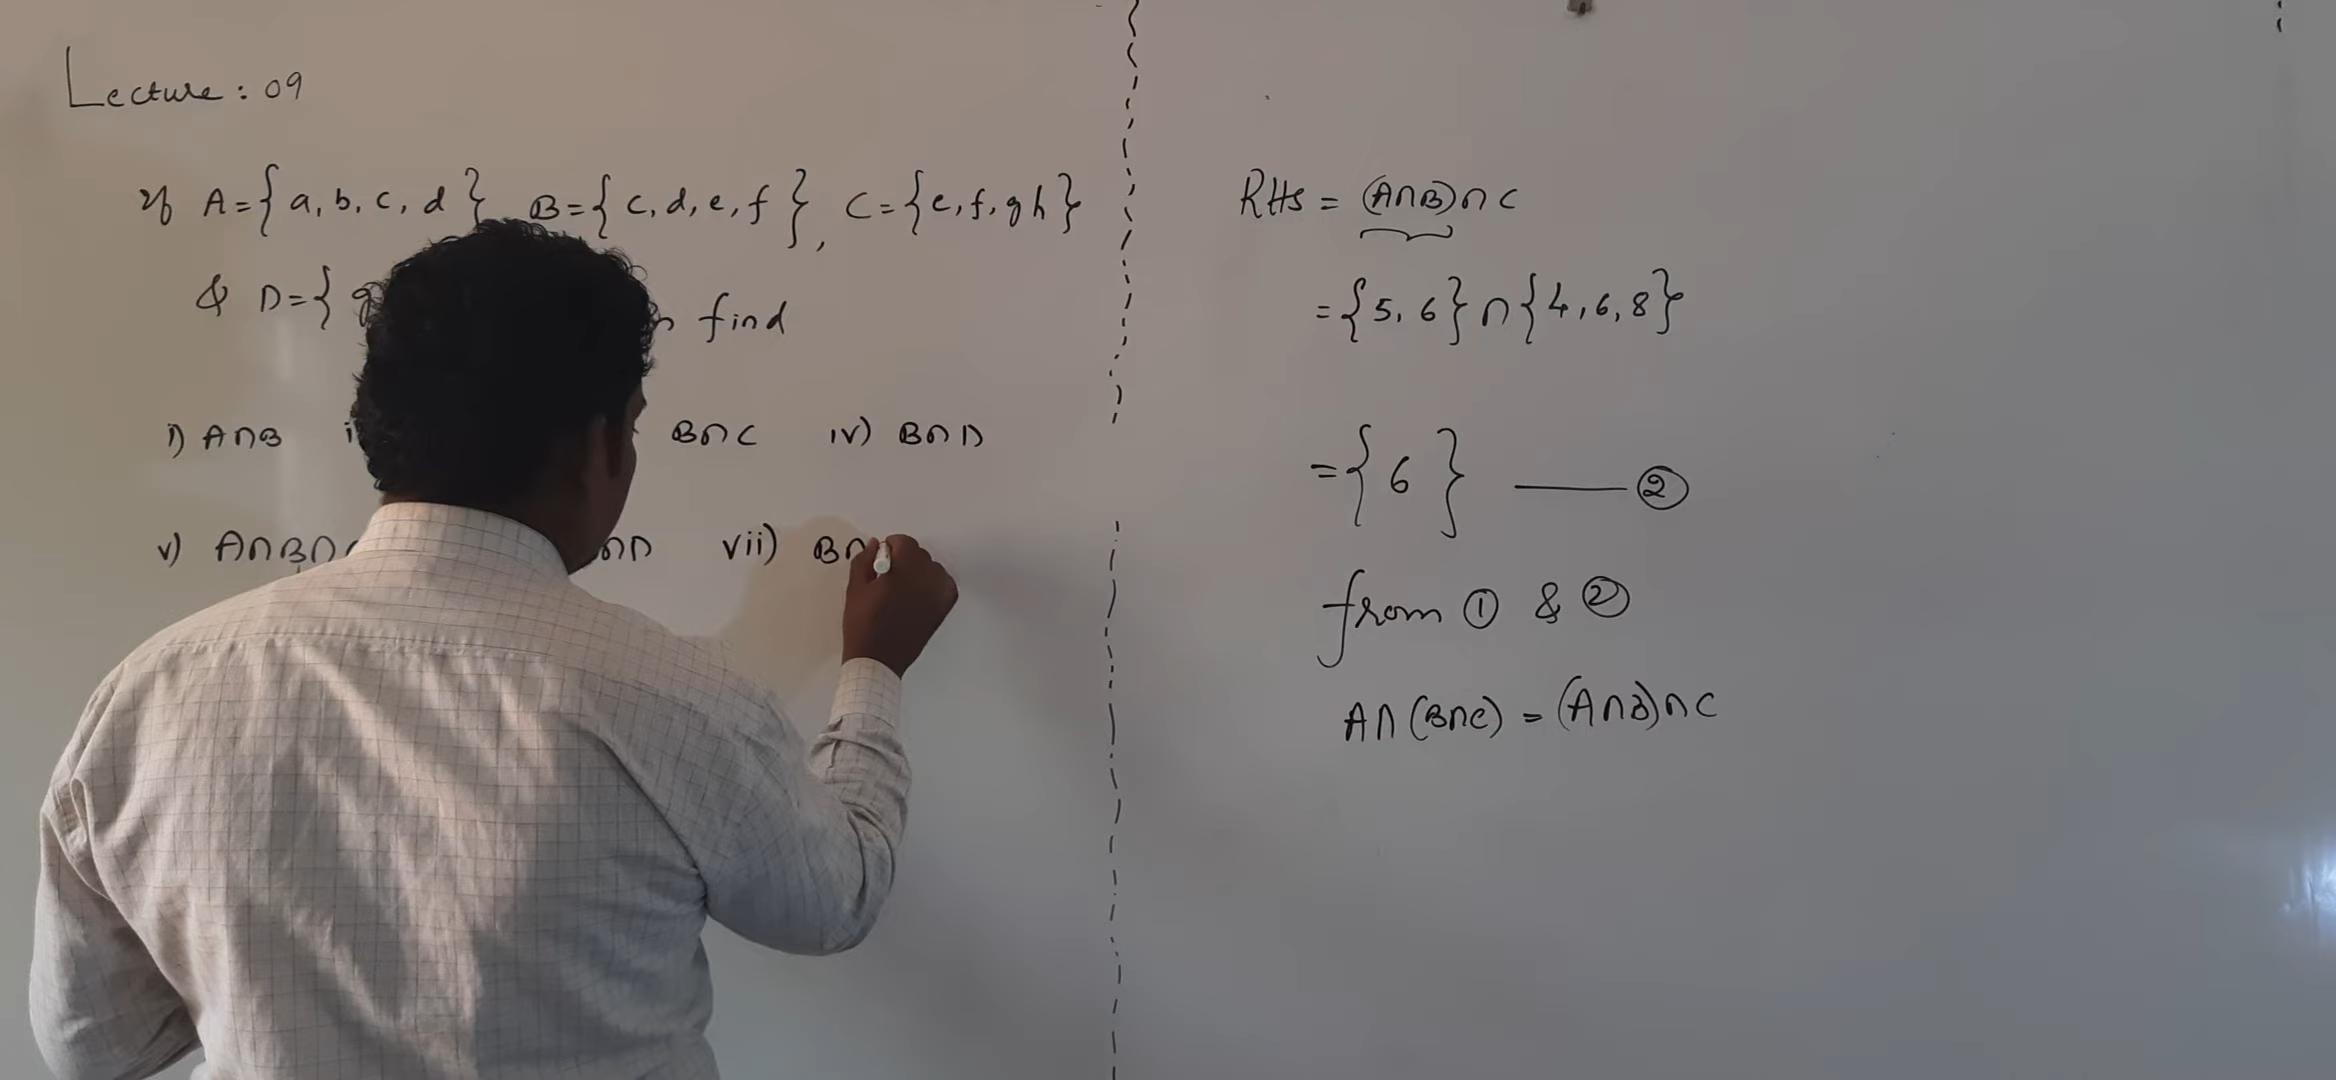 Lecture : 09
If A={a, b, c, d} B={c, d, e, f}, C={e, f, g h}
& D={ g find
i) A∩B B∩C iv) B∩D
v) A∩B∩ ∩D vii) B∩
RHS = (A∩B)∩C
={5, 6}∩{4, 6, 8}
={6} —— ②
from ① & ②
A∩(B∩C) = (A∩B)∩C